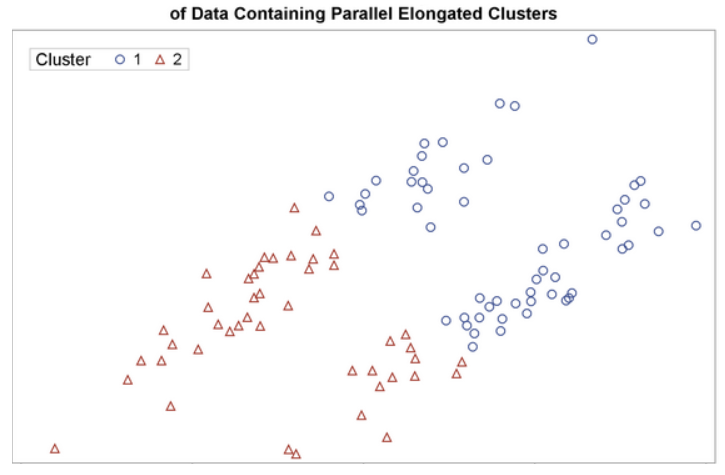 of Data Containing Parallel Elongated Clusters
Cluster 1 2